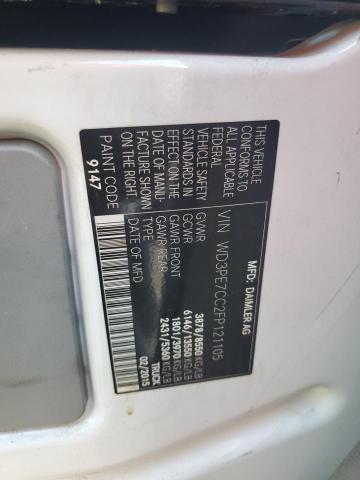 MFD: DAIMLER AG
VIN WD3PE7CC2FP121105
THIS VEHICLE
CONFORMS TO
ALL APPLICABLE
FEDERAL
VEHICLE SAFETY
STANDARDS IN
EFFECT ON THE
DATE OF MANU-
FACTURE SHOWN
ON THE RIGHT
PAINT CODE
9147
GVWR 3878/8550 KG/LB
GCWR 6146/13550 KG/LB
GAWR FRONT 1801/3970 KG/LB
GAWR REAR 2431/5360 KG/LB
TYPE TRUCK
DATE OF EDITION 02/2015